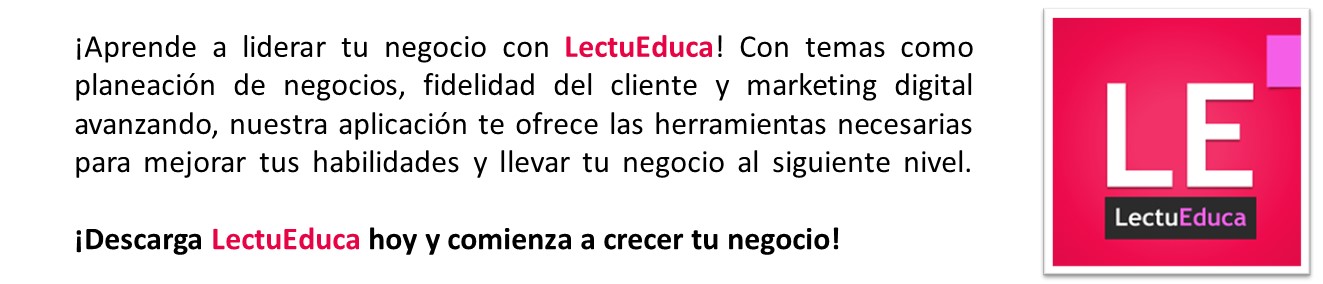 ¡Aprende a liderar tu negocio con LectuEduca! Con temas como
planeación de negocios, fidelidad del cliente y marketing digital
avanzando, nuestra aplicación te ofrece las herramientas necesarias
para mejorar tus habilidades y llevar tu negocio al siguiente nivel.
¡Descarga LectuEduca hoy y comienza a crecer tu negocio!
LE
LectuEduca